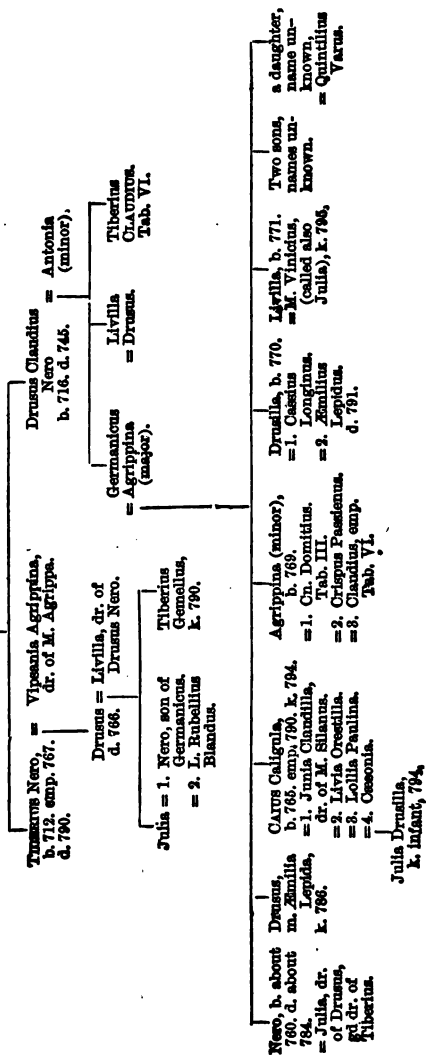 TIBERIUS NERO, = Vipsania Agrippina,
b. 712. emp. 767. dr. of M. Agrippa.
d. 790.
Drusus Claudius
Nero = Antonia
b. 716. d. 745. (minor).
Drusus = Livilla, dr. of
d. 766. Drusus Nero.
Germanicus
= Agrippina
(major).
Livilla
= Drusus.
Tiberius
CLAUDIUS.
Tab. VI.
Julia = 1. Nero, son of
Germanicus.
= 2. L. Rubellius
Blandus.
Tiberius
Gemellus,
k. 790.
Nero, b. about
760. d. about
784.
= Julia, dr.
of Drusus,
gd dr. of
Tiberius.
Drusus,
m. Æmilia
Lepida,
k. 786.
CAIUS Caligula,
b. 765, emp. 790, k. 794.
=1. Junia Claudilla,
dr. of M. Silanus.
=2. Livia Orestilla.
=3. Lollia Paulina.
=4. Cæsonia.
Julia Drusilla,
k. infant, 794,
Agrippina (minor),
b. 769.
=1. Cn. Domitius.
Tab. III.
=2. Crispus Passienus.
=3. Claudius, emp.
Tab. VI.
Drusilla, b. 770.
=1. Cassius
Longinus.
=2. Æmilius
Lepidus.
d. 791.
Livilla, b. 771.
=M. Vinicius,
(called also
Julia), k. 795,
Two sons,
names un-
known.
a daughter,
name un-
known,
= Quintilius
Varus.